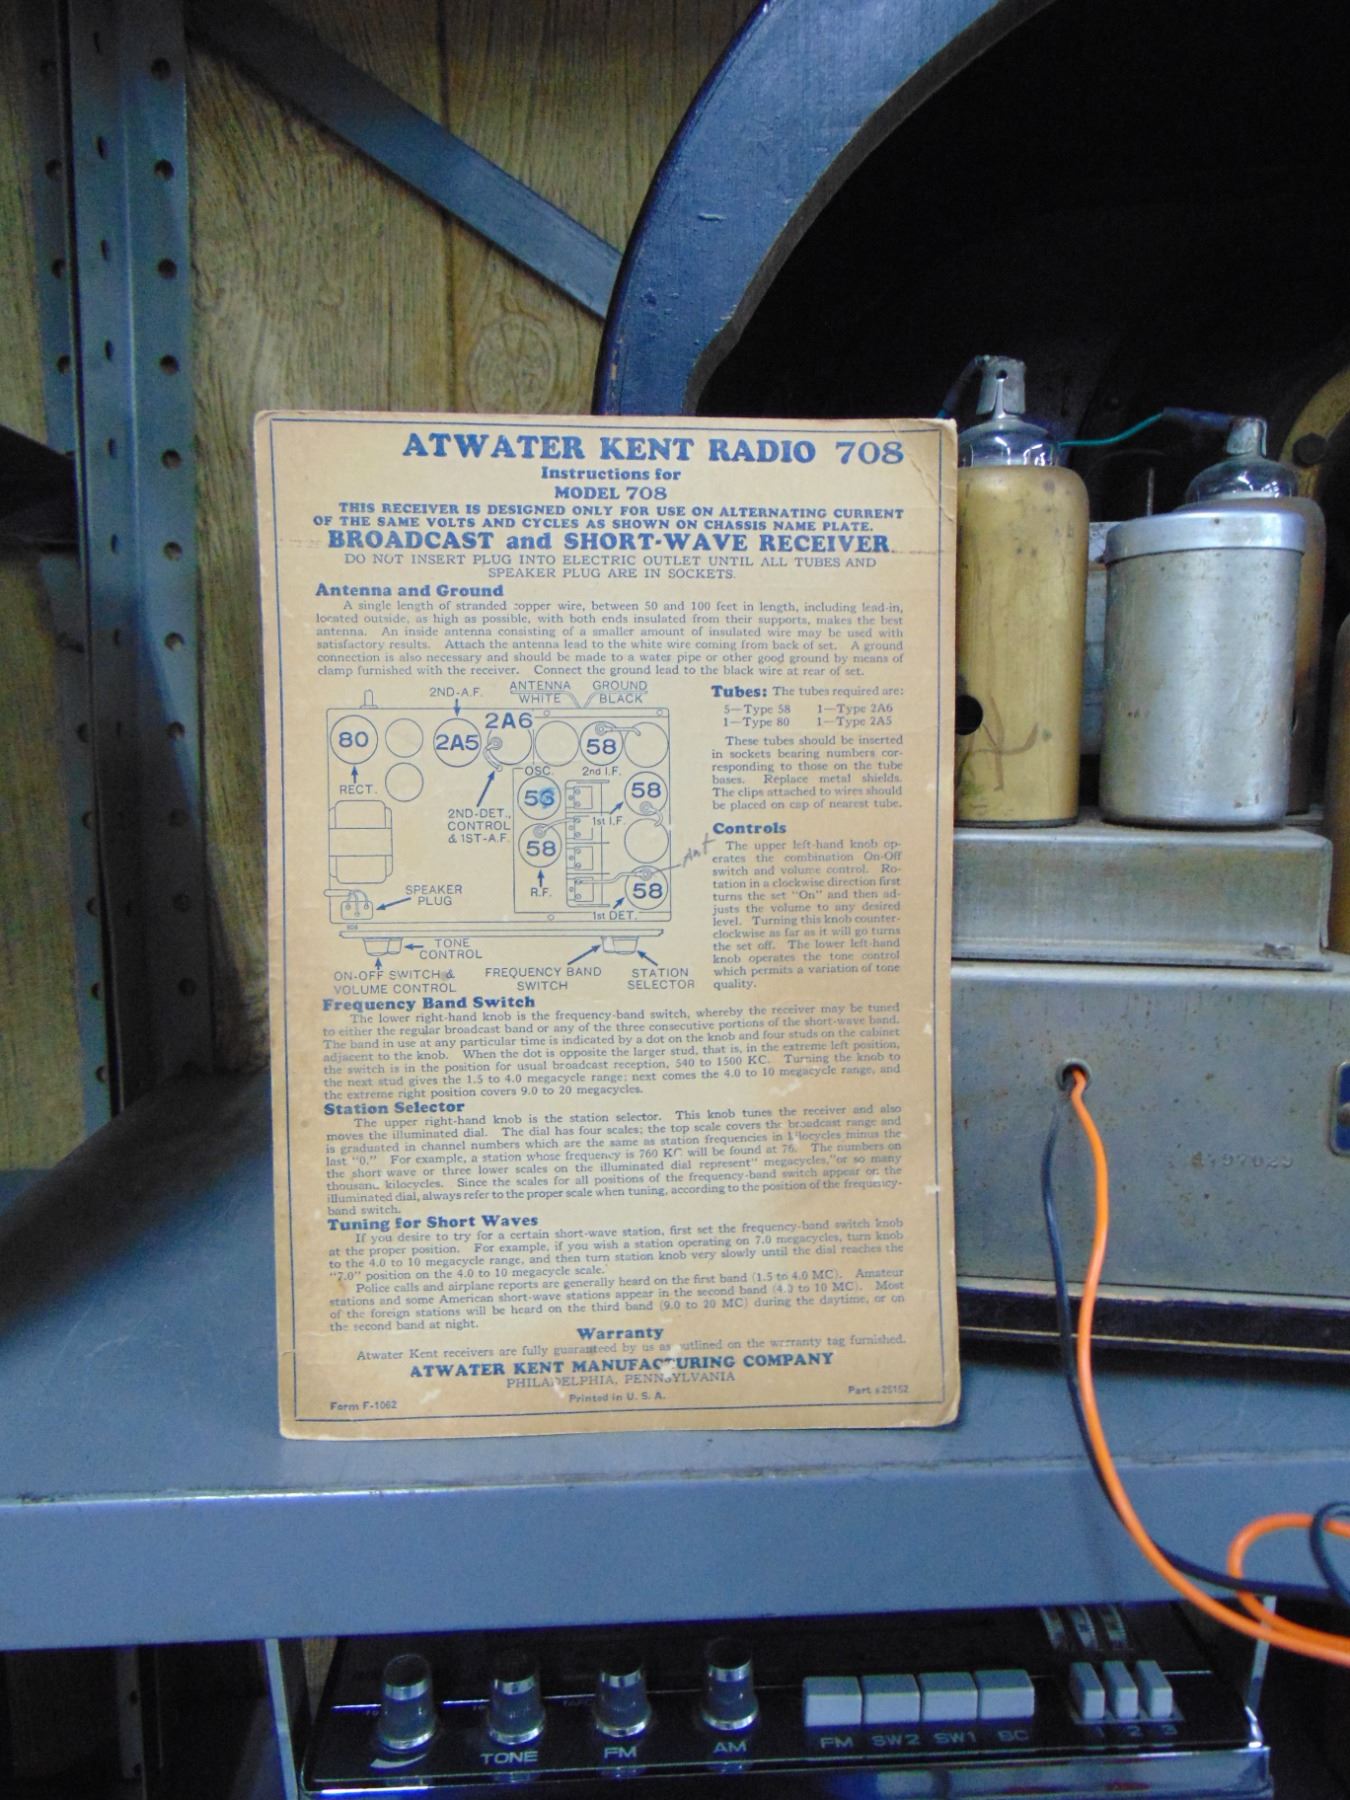 ATWATER KENT RADIO 708
Instructions for
MODEL 708
THIS RECEIVER IS DESIGNED ONLY FOR USE ON ALTERNATING CURRENT
OF THE SAME VOLTS AND CYCLES AS SHOWN ON CHASSIS NAME PLATE.
BROADCAST and SHORT-WAVE RECEIVER
DO NOT INSERT PLUG INTO ELECTRIC OUTLET UNTIL ALL TUBES AND
SPEAKER PLUG ARE IN SOCKETS.
Antenna and Ground
A single length of stranded copper wire, between 50 and 100 feet in length, including lead-in,
located outside, as high as possible, with both ends insulated from their supports, makes the best
antenna. An inside antenna consisting of a smaller amount of insulated wire may be used with
satisfactory results. Attach the antenna lead to the white wire coming from back of set. A ground
connection is also necessary and should be made to a water pipe or other good ground by means of
clamp furnished with the receiver. Connect the ground lead to the black wire at rear of set.
2ND-A.F.
ANTENNA
WHITE
GROUND
BLACK
80
2A5
2A6
58
RECT.
OSC.
2nd I.F.
56
58
2ND-DET.,
CONTROL
& 1ST-A.F.
1st I.F.
58
R.F.
Ant
58
1st DET.
SPEAKER
PLUG
TONE
CONTROL
ON-OFF SWITCH &
VOLUME CONTROL
FREQUENCY BAND
SWITCH
STATION
SELECTOR
Tubes: The tubes required are:
5—Type 58 1—Type 2A6
1—Type 80 1—Type 2A5
These tubes should be inserted
in sockets bearing numbers cor-
responding to those on the tube
bases. Replace metal shields.
The clips attached to wires should
be placed on cap of nearest tube.
Controls
The upper left-hand knob op-
erates the combination On-Off
switch and volume control. Ro-
tation in a clockwise direction first
turns the set "On" and then ad-
justs the volume to any desired
level. Turning this knob counter-
clockwise as far as it will go turns
the set off. The lower left-hand
knob operates the tone control
which permits a variation of tone
quality.
Frequency Band Switch
The lower right-hand knob is the frequency-band switch, whereby the receiver may be tuned
to either the regular broadcast band or any of the three consecutive portions of the short-wave band.
The band in use at any particular time is indicated by a dot on the knob and four studs on the cabinet
adjacent to the knob. When the dot is opposite the larger stud, that is, in the extreme left position,
the switch is in the position for usual broadcast reception, 540 to 1500 KC. Turning the knob to
the next stud gives the 1.5 to 4.0 megacycle range; next comes the 4.0 to 10 megacycle range, and
the extreme right position covers 9.0 to 20 megacycles.
Station Selector
The upper right-hand knob is the station selector. This knob tunes the receiver and also
moves the illuminated dial. The dial has four scales; the top scale covers the broadcast range and
is graduated in channel numbers which are the same as station frequencies in kilocycles minus the
last "0." For example, a station whose frequency is 760 KC will be found at 76. The numbers on
the short wave or three lower scales on the illuminated dial represent" megacycles,"or so many
thousand kilocycles. Since the scales for all positions of the frequency-band switch appear on the
illuminated dial, always refer to the proper scale when tuning, according to the position of the frequency-
band switch.
Tuning for Short Waves
If you desire to try for a certain short-wave station, first set the frequency-band switch knob
at the proper position. For example, if you wish a station operating on 7.0 megacycles, turn knob
to the 4.0 to 10 megacycle range, and then turn station knob very slowly until the dial reaches the
"7.0" position on the 4.0 to 10 megacycle scale.
Police calls and airplane reports are generally heard on the first band (1.5 to 4.0 MC). Amateur
stations and some American short-wave stations appear in the second band (4.0 to 10 MC). Most
of the foreign stations will be heard on the third band (9.0 to 20 MC) during the daytime, or on
the second band at night.
Warranty
Atwater Kent receivers are fully guaranteed by us as outlined on the warranty tag furnished.
ATWATER KENT MANUFACTURING COMPANY
PHILADELPHIA, PENNSYLVANIA
Form F-1062
Printed in U. S. A.
Part #25152
TONE
FM
AM
FM SW2 SW1 BC
1 2 3